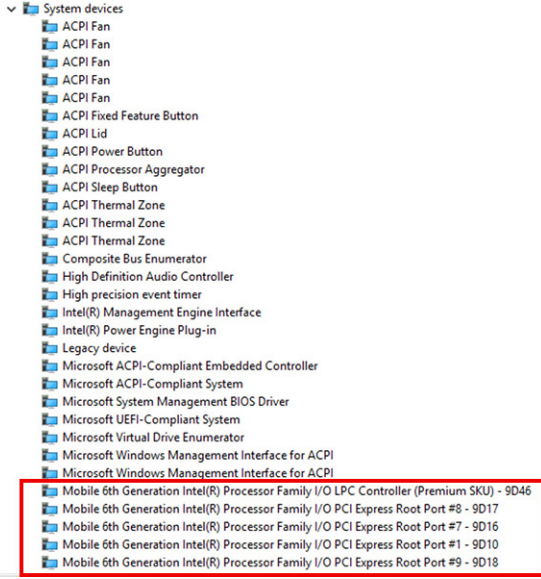 System devices
ACPI Fan
ACPI Fan
ACPI Fan
ACPI Fan
ACPI Fan
ACPI Fixed Feature Button
ACPI Lid
ACPI Power Button
ACPI Processor Aggregator
ACPI Sleep Button
ACPI Thermal Zone
ACPI Thermal Zone
ACPI Thermal Zone
Composite Bus Enumerator
High Definition Audio Controller
High precision event timer
Intel(R) Management Engine Interface
Intel(R) Power Engine Plug-in
Legacy device
Microsoft ACPI-Compliant Embedded Controller
Microsoft ACPI-Compliant System
Microsoft System Management BIOS Driver
Microsoft UEFI-Compliant System
Microsoft Virtual Drive Enumerator
Microsoft Windows Management Interface for ACPI
Microsoft Windows Management Interface for ACPI
Mobile 6th Generation Intel(R) Processor Family I/O LPC Controller (Premium SKU) - 9D46
Mobile 6th Generation Intel(R) Processor Family I/O PCI Express Root Port #8 - 9D17
Mobile 6th Generation Intel(R) Processor Family I/O PCI Express Root Port #7 - 9D16
Mobile 6th Generation Intel(R) Processor Family I/O PCI Express Root Port #1 - 9D10
Mobile 6th Generation Intel(R) Processor Family I/O PCI Express Root Port #9 - 9D18